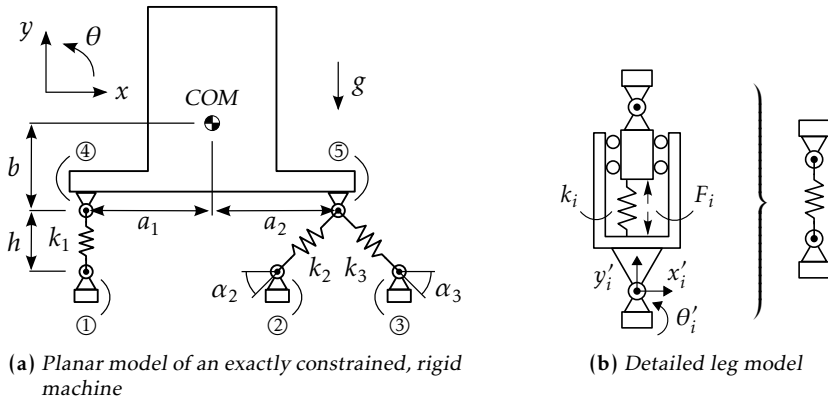 y
θ
x
COM
g
④
⑤
b
a₁
a₂
h
k₁
k₂
k₃
α₂
α₃
①
②
③
(a) Planar model of an exactly constrained, rigid
machine
kᵢ
Fᵢ
y′ᵢ
x′ᵢ
θ′ᵢ
(b) Detailed leg model